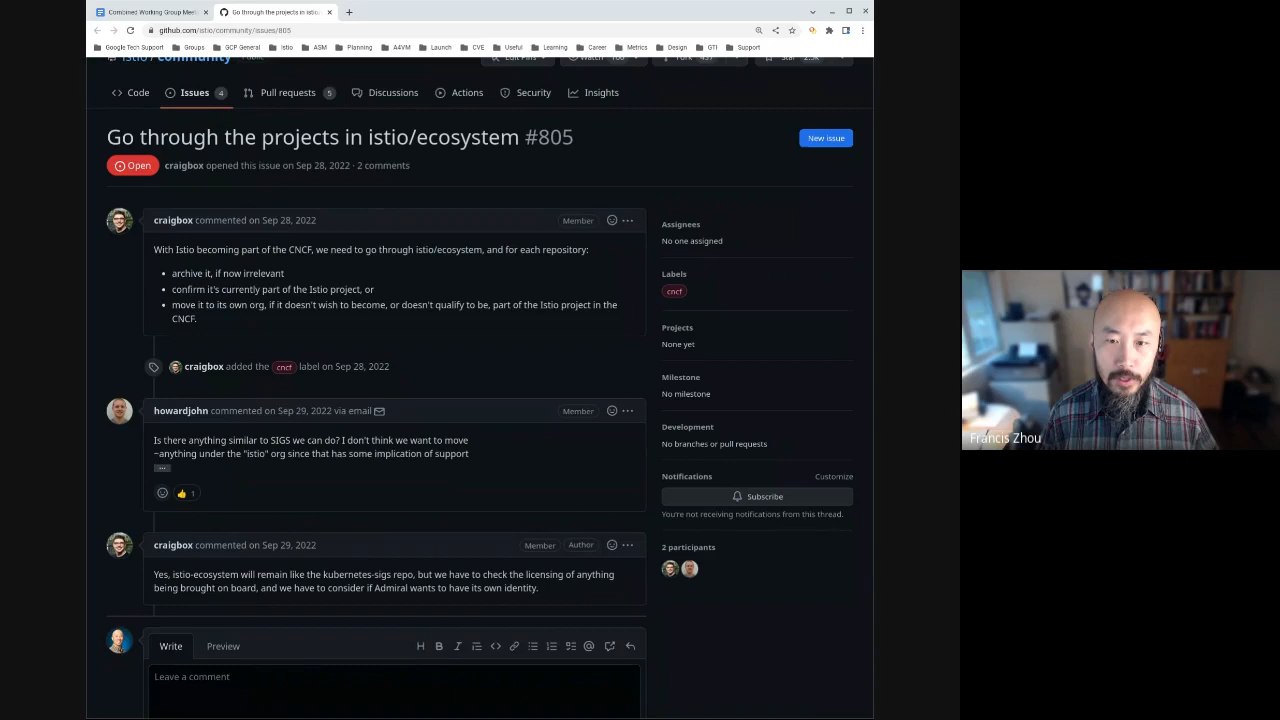 Combined Working Group Meet
Go through the projects in istio/
github.com/istio/community/issues/805
Google Tech Support
Groups
GCP General
Istio
ASM
Planning
A4VM
Launch
CVE
Useful
Learning
Career
Metrics
Design
GTI
Support
istio / community
Public
Edit Pins
Watch
Fork
Star
Code
Issues 4
Pull requests 5
Discussions
Actions
Security
Insights
Go through the projects in istio/ecosystem #805
New issue
Open
craigbox opened this issue on Sep 28, 2022 · 2 comments
craigbox commented on Sep 28, 2022
Member
With Istio becoming part of the CNCF, we need to go through istio/ecosystem, and for each repository:
• archive it, if now irrelevant
• confirm it's currently part of the Istio project, or
• move it to its own org, if it doesn't wish to become, or doesn't qualify to be, part of the Istio project in the
CNCF.
craigbox added the cncf label on Sep 28, 2022
howardjohn commented on Sep 29, 2022 via email
Member
Is there anything similar to SIGS we can do? I don't think we want to move
~anything under the "istio" org since that has some implication of support
...
👍 1
craigbox commented on Sep 29, 2022
Member
Author
Yes, istio-ecosystem will remain like the kubernetes-sigs repo, but we have to check the licensing of anything
being brought on board, and we have to consider if Admiral wants to have its own identity.
Write
Preview
Leave a comment
Assignees
No one assigned
Labels
cncf
Projects
None yet
Milestone
No milestone
Development
No branches or pull requests
Notifications
Customize
Subscribe
You're not receiving notifications from this thread.
2 participants
Francis Zhou